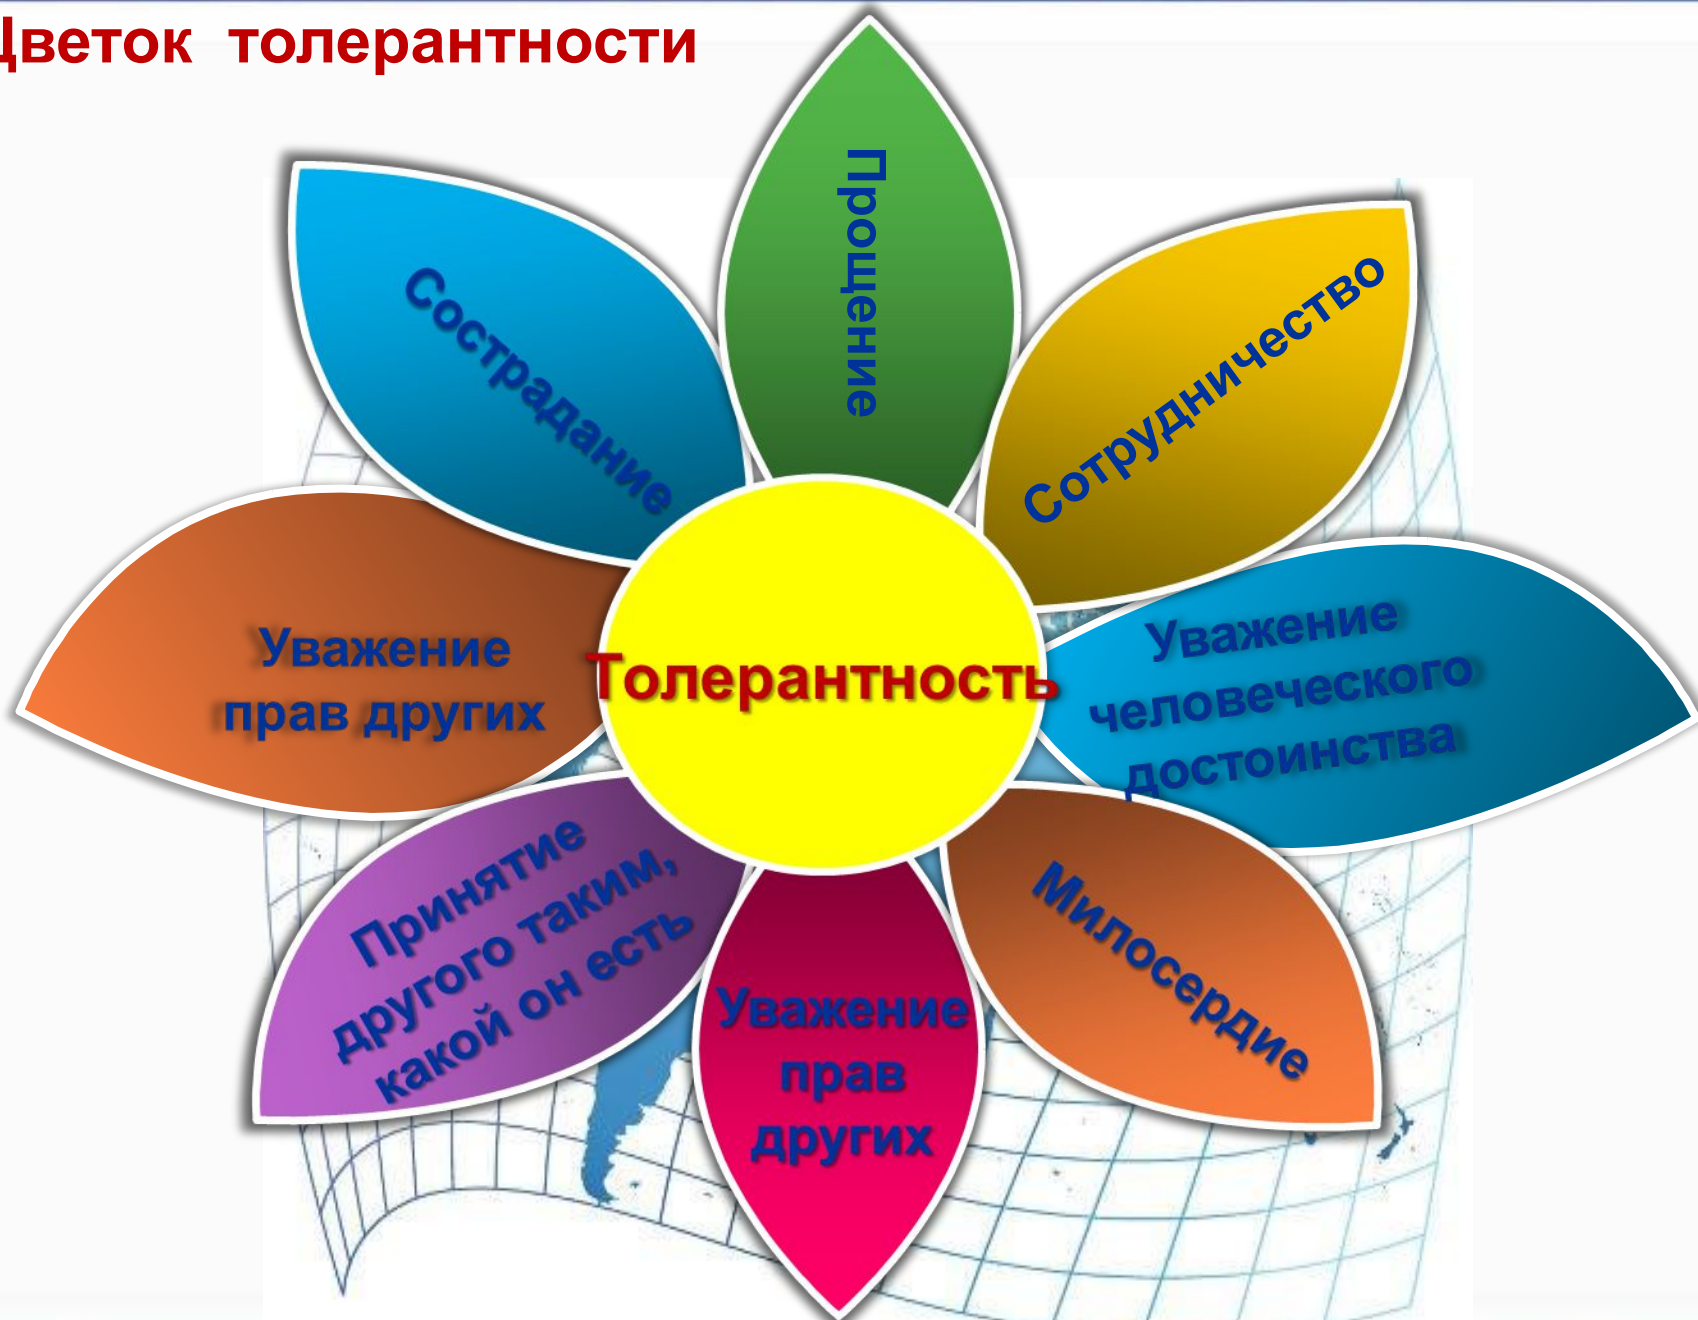 Цветок толерантности
Прощение
Сострадание
Сотрудничество
Уважение
прав других
Толерантность
Уважение
человеческого
достоинства
Принятие
другого таким,
какой он есть
Милосердие
Уважение
прав
других